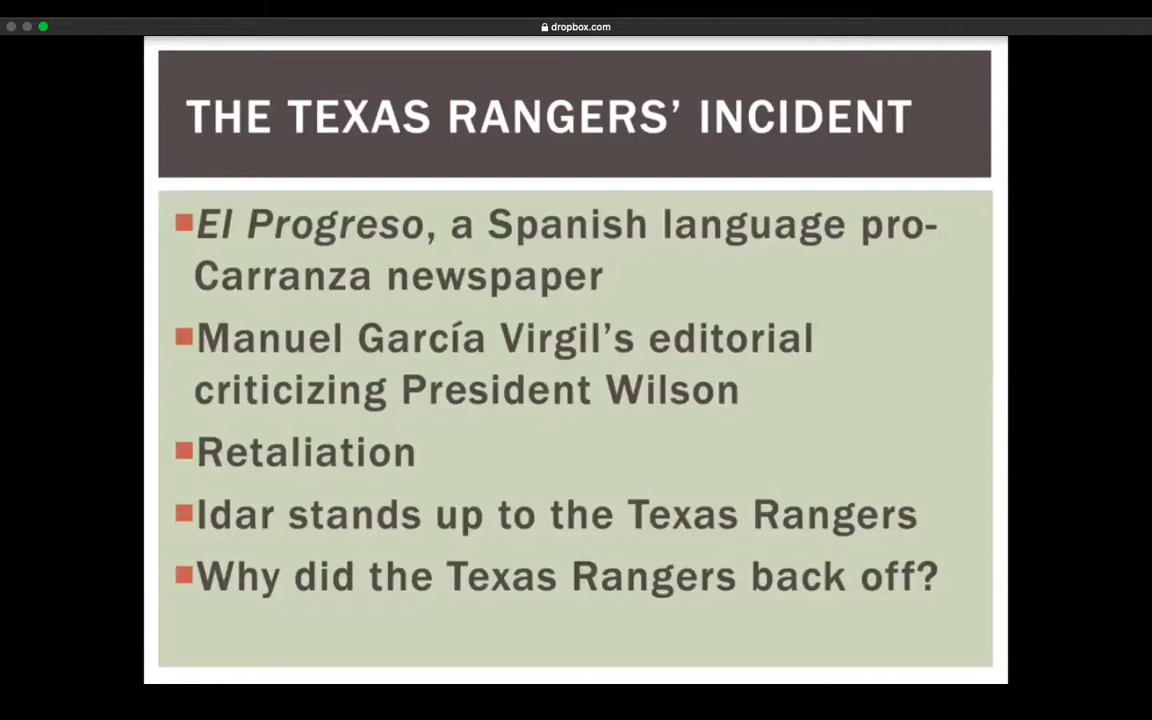 dropbox.com
THE TEXAS RANGERS' INCIDENT
El Progreso, a Spanish language pro-
Carranza newspaper
Manuel García Virgil's editorial
criticizing President Wilson
Retaliation
Idar stands up to the Texas Rangers
Why did the Texas Rangers back off?